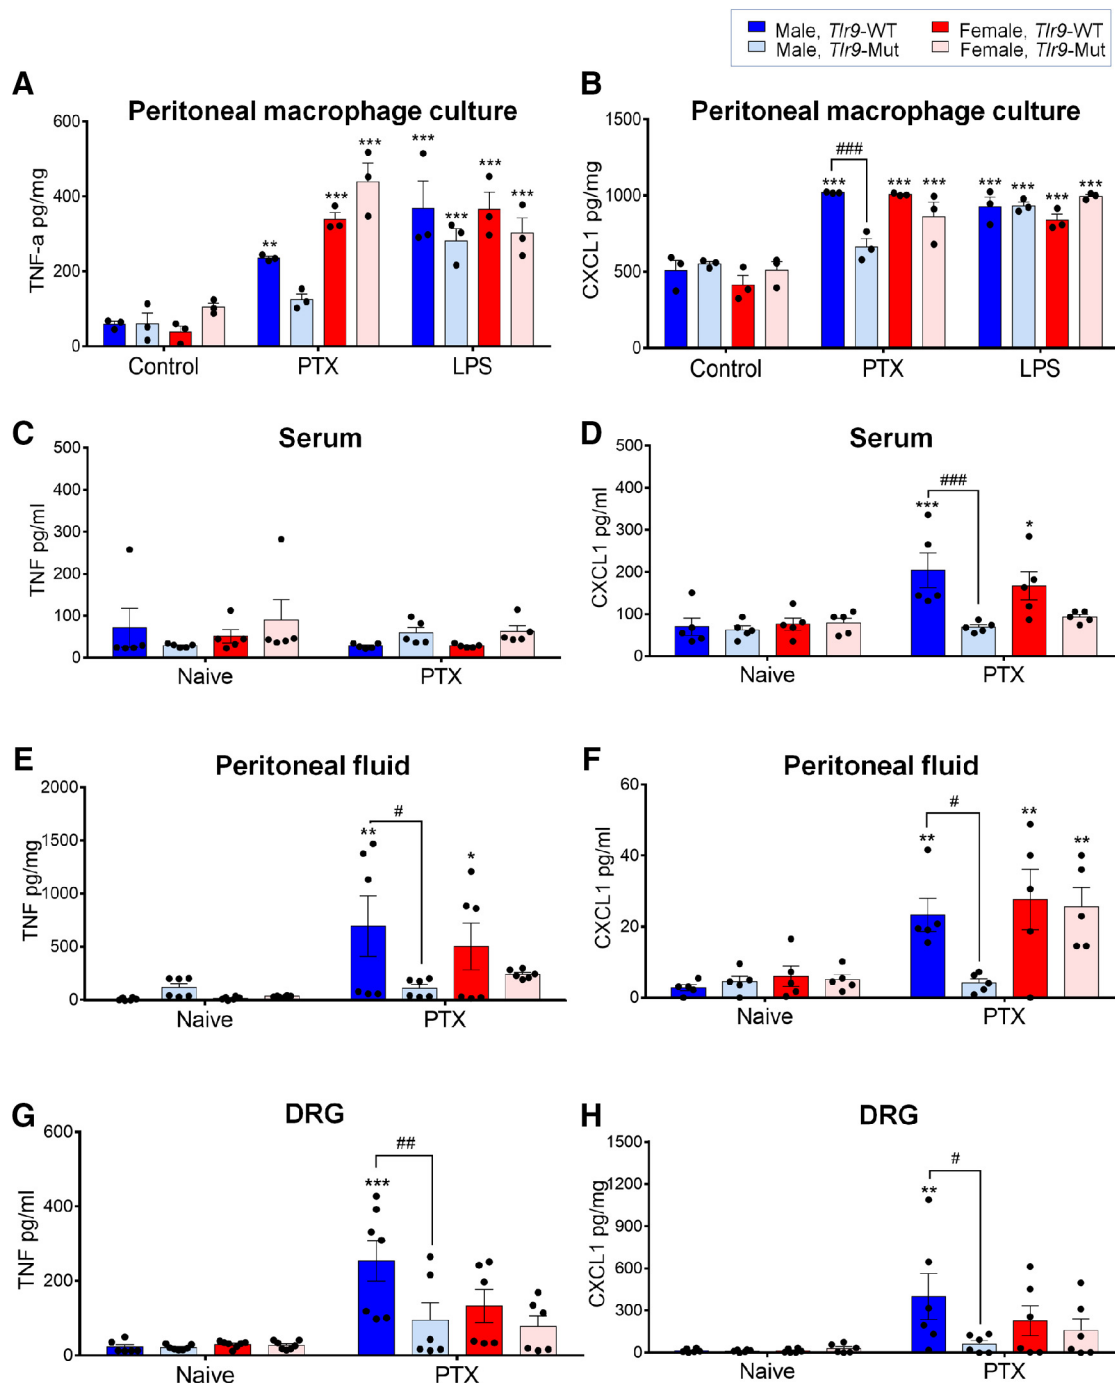 Male, Tlr9-WT Female, Tlr9-WT
Male, Tlr9-Mut Female, Tlr9-Mut
A
Peritoneal macrophage culture
TNF-a pg/mg
600
400
200
0
**
***
***
***
***
***
***
Control PTX LPS
B
Peritoneal macrophage culture
CXCL1 pg/mg
1500
1000
500
0
###
***
***
***
***
***
***
***
Control PTX LPS
C
Serum
TNF pg/ml
500
400
300
200
100
0
Naive PTX
D
Serum
CXCL1 pg/ml
500
400
300
200
100
0
###
***
*
Naive PTX
E
Peritoneal fluid
TNF pg/mg
2000
1500
1000
500
0
#
**
*
Naive PTX
F
Peritoneal fluid
CXCL1 pg/ml
60
40
20
0
#
**
**
**
Naive PTX
G
DRG
TNF pg/ml
600
400
200
0
##
***
Naive PTX
H
DRG
CXCL1 pg/mg
1500
1200
900
600
300
0
#
**
Naive PTX